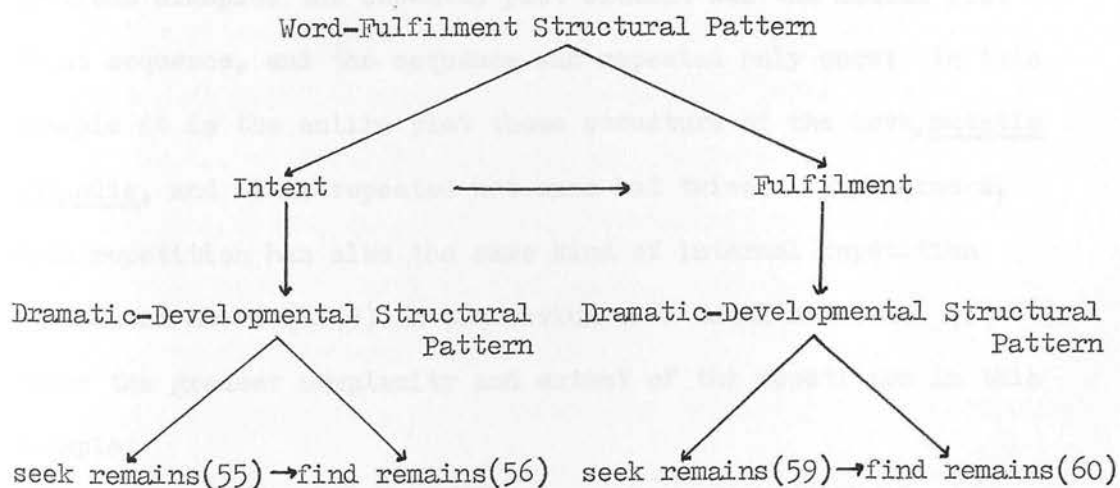 Word-Fulfilment Structural Pattern
Intent → Fulfilment
Dramatic-Developmental Structural Pattern Dramatic-Developmental Structural Pattern
seek remains(55)→find remains(56) seek remains(59)→find remains(60)